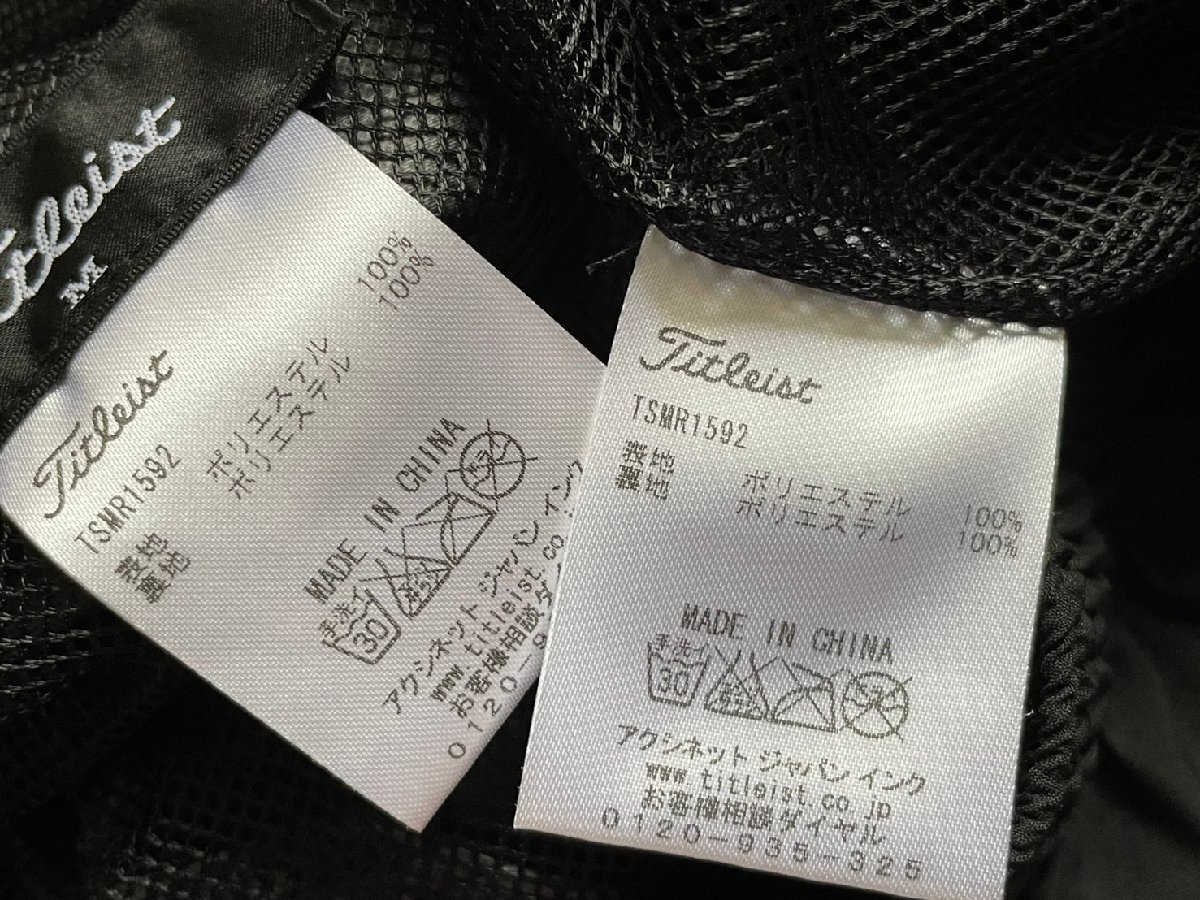 Titleist
M
Titleist
TSMR1592
表地 ポリエステル 100%
裏地 ポリエステル 100%
MADE IN CHINA
手洗イ
30
アクシネット ジャパン インク
www.titleist.co
お客様相談ダ
0120-9
Titleist
TSMR1592
表地 ポリエステル 100%
裏地 ポリエステル 100%
MADE IN CHINA
手洗イ
30
アクシネット ジャパン インク
www.titleist.co.jp
お客様相談ダイヤル
0120-935-325